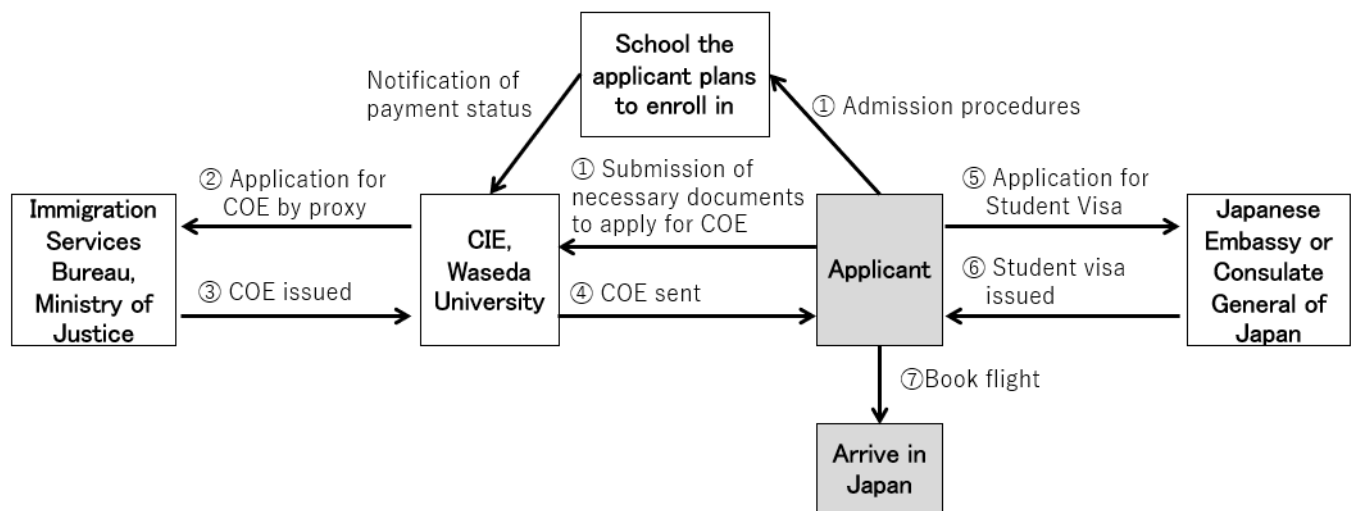 School the
applicant plans
to enroll in
Notification of
payment status
① Admission procedures
① Submission of
necessary documents
to apply for COE
② Application for
COE by proxy
⑤ Application for
Student Visa
Immigration
Services
Bureau,
Ministry of
Justice
CIE,
Waseda
University
Applicant
Japanese
Embassy or
Consulate
General of
Japan
③ COE issued
④ COE sent
⑥ Student visa
issued
⑦Book flight
Arrive in
Japan